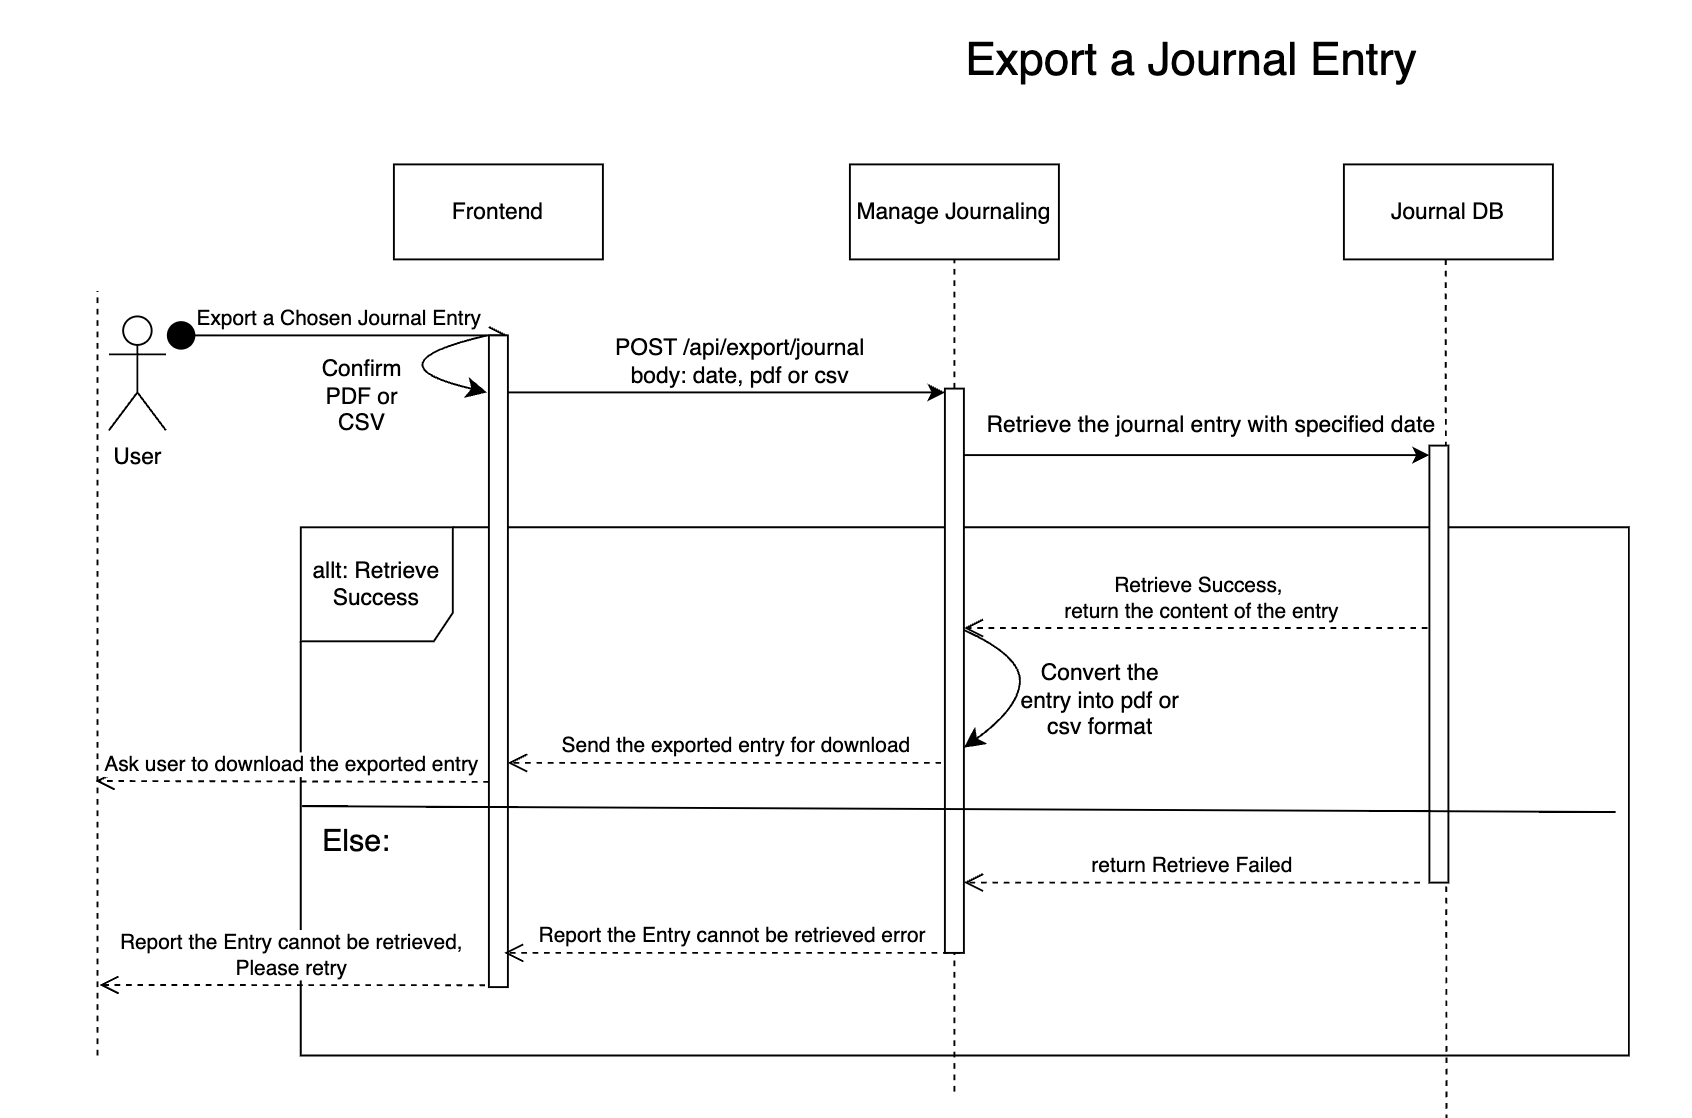 Export a Journal Entry
Frontend
Manage Journaling
Journal DB
Export a Chosen Journal Entry
User
Confirm
PDF or
CSV
POST /api/export/journal
body: date, pdf or csv
Retrieve the journal entry with specified date
allt: Retrieve
Success
Retrieve Success,
return the content of the entry
Convert the
entry into pdf or
csv format
Send the exported entry for download
Ask user to download the exported entry
Else:
return Retrieve Failed
Report the Entry cannot be retrieved error
Report the Entry cannot be retrieved,
Please retry